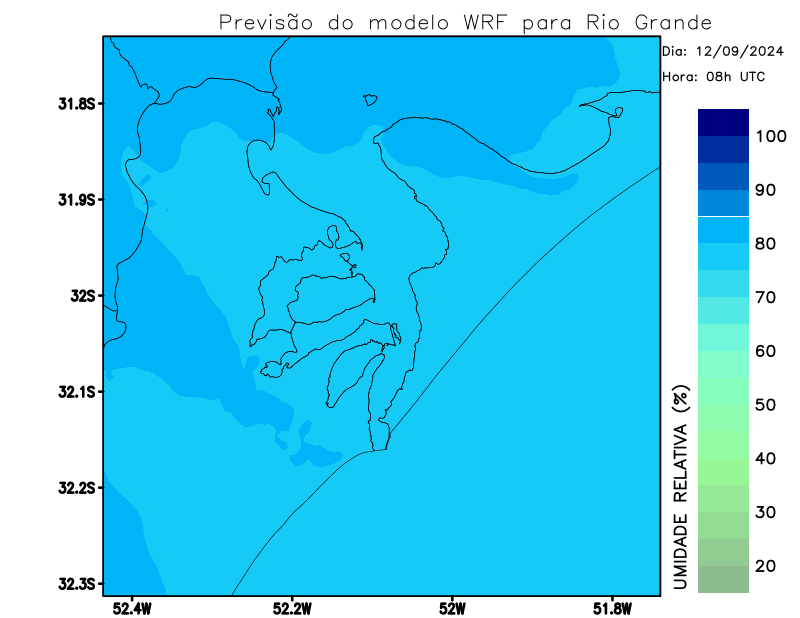 Previsão do modelo WRF para Rio Grande
Dia: 12/09/2024
Hora: 08h UTC
31.8S
31.9S
32S
32.1S
32.2S
32.3S
52.4W
52.2W
52W
51.8W
UMIDADE RELATIVA (%)
100
90
80
70
60
50
40
30
20